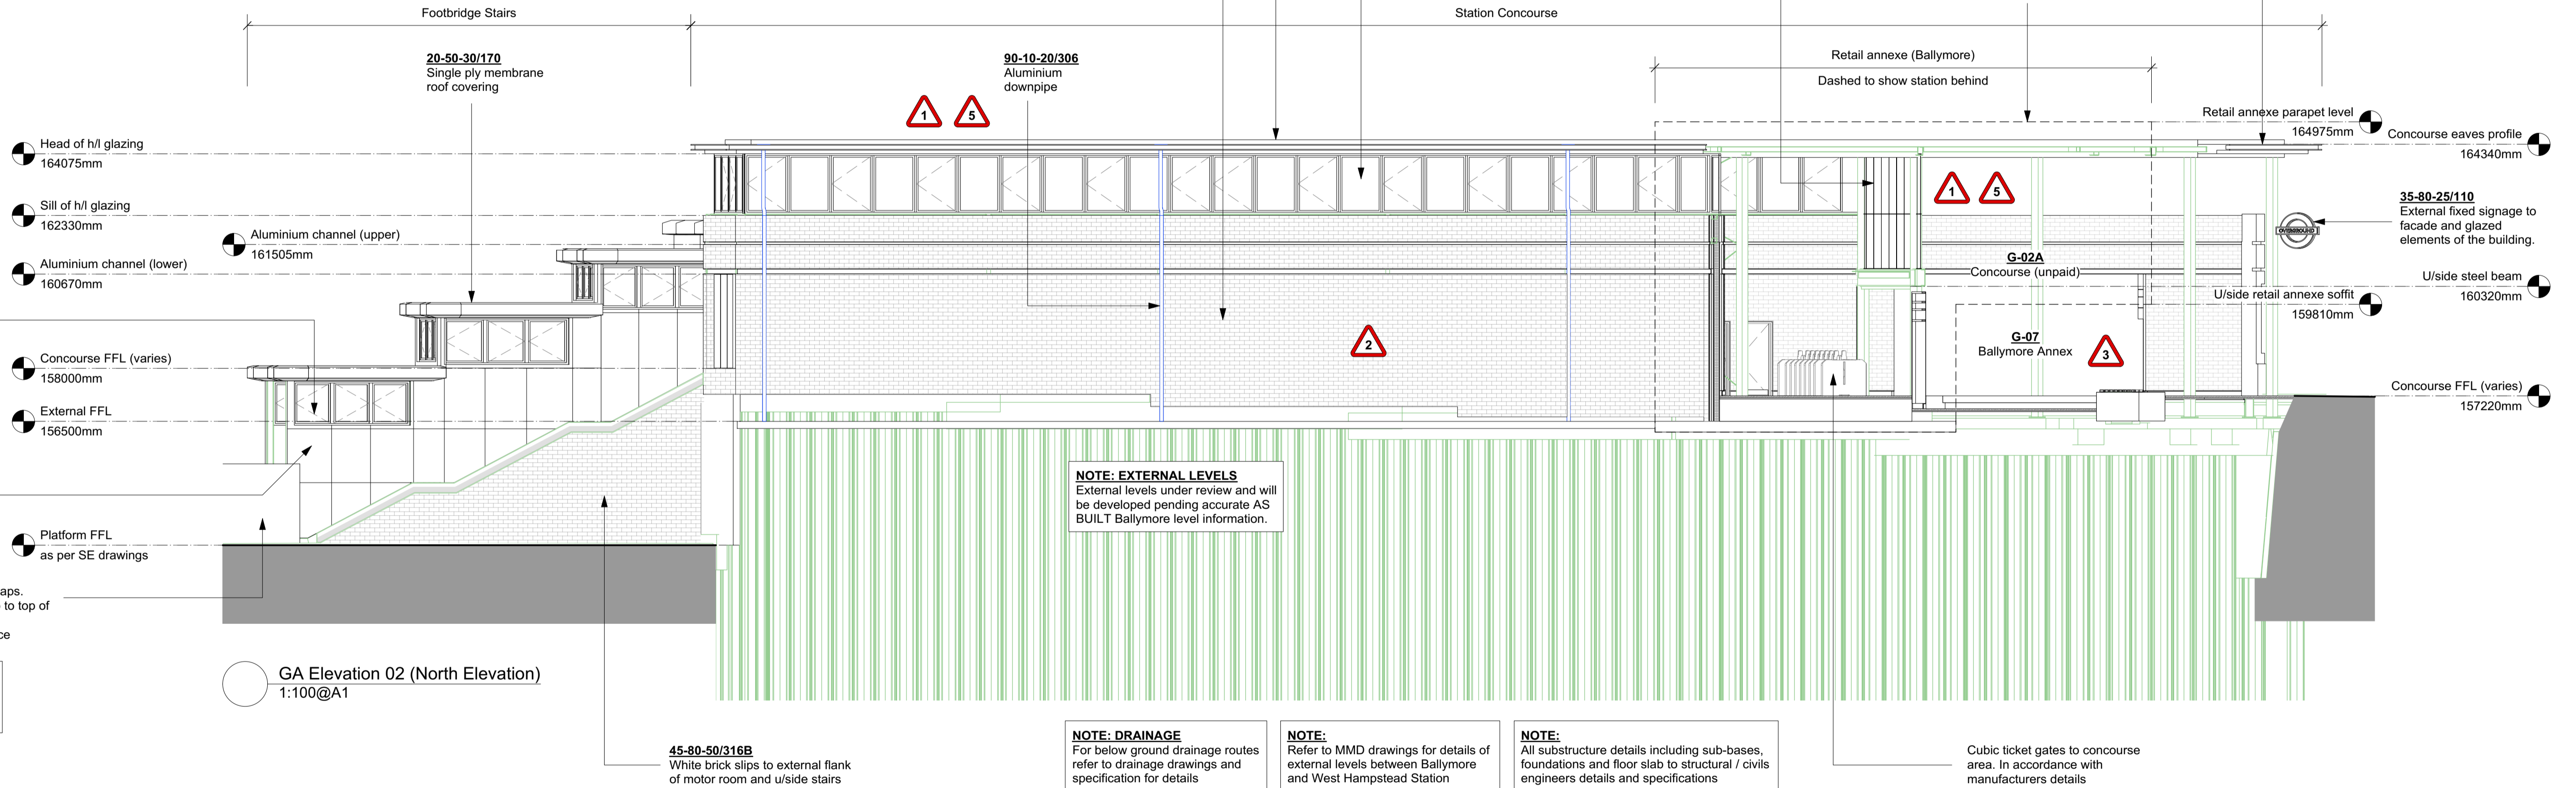 Footbridge Stairs
Station Concourse
20-50-30/170
Single ply membrane
roof covering
90-10-20/306
Aluminium
downpipe
Retail annexe (Ballymore)
Dashed to show station behind
1
5
Head of h/l glazing
164075mm
Sill of h/l glazing
162330mm
Aluminium channel (upper)
161505mm
Aluminium channel (lower)
160670mm
Concourse FFL (varies)
158000mm
External FFL
156500mm
Platform FFL
as per SE drawings
Retail annexe parapet level
164975mm
Concourse eaves profile
164340mm
1
5
35-80-25/110
External fixed signage to
facade and glazed
elements of the building.
OVERGROUND
G-02A
Concourse (unpaid)
U/side steel beam
160320mm
U/side retail annexe soffit
159810mm
2
G-07
Ballymore Annex
3
Concourse FFL (varies)
157220mm
NOTE: EXTERNAL LEVELS
External levels under review and will
be developed pending accurate AS
BUILT Ballymore level information.
aps.
to top of
ce
GA Elevation 02 (North Elevation)
1:100@A1
45-80-50/316B
White brick slips to external flank
of motor room and u/side stairs
NOTE: DRAINAGE
For below ground drainage routes
refer to drainage drawings and
specification for details
NOTE:
Refer to MMD drawings for details of
external levels between Ballymore
and West Hampstead Station
NOTE:
All substructure details including sub-bases,
foundations and floor slab to structural / civils
engineers details and specifications
Cubic ticket gates to concourse
area. In accordance with
manufacturers details